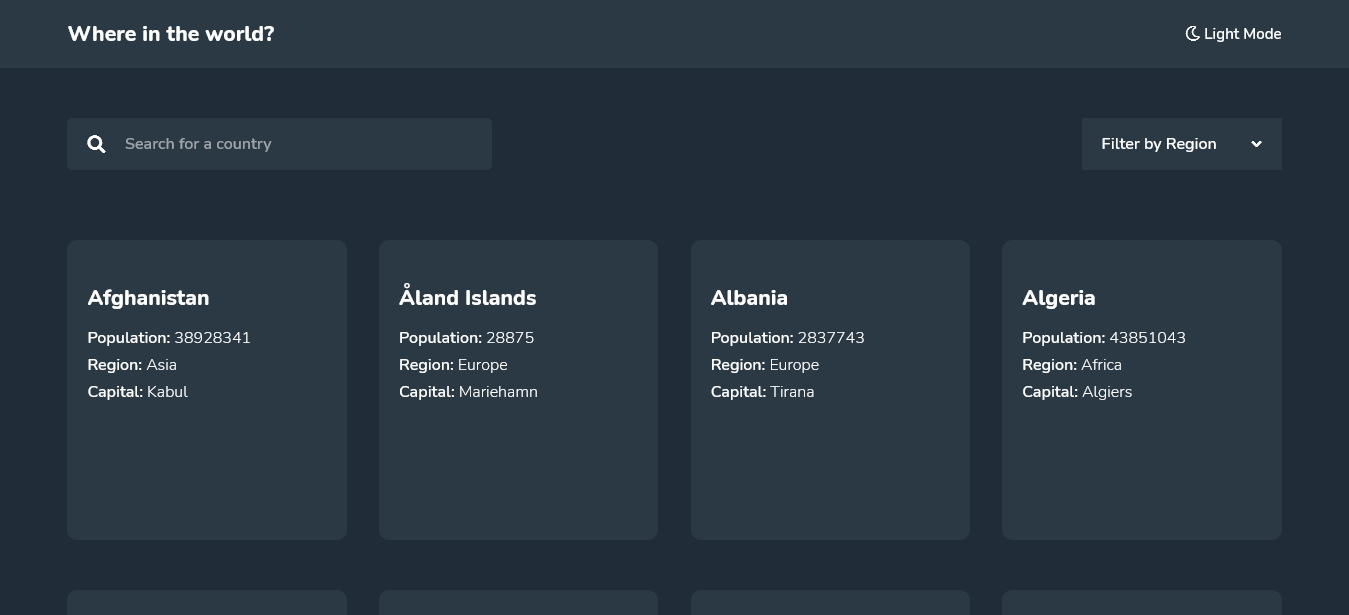 Where in the world?
Light Mode
Search for a country
Filter by Region
Afghanistan
Population: 38928341
Region: Asia
Capital: Kabul
Åland Islands
Population: 28875
Region: Europe
Capital: Mariehamn
Albania
Population: 2837743
Region: Europe
Capital: Tirana
Algeria
Population: 43851043
Region: Africa
Capital: Algiers